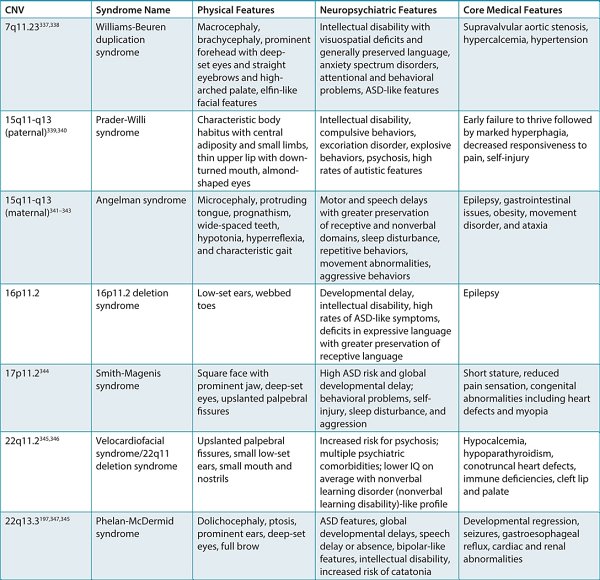 CNV
Syndrome Name
Physical Features
Neuropsychiatric Features
Core Medical Features
7q11.23337,338
Williams-Beuren
duplication
syndrome
Macrocephaly,
brachycephaly, prominent
forehead with deep-
set eyes and straight
eyebrows and high-
arched palate, elfin-like
facial features
Intellectual disability with
visuospatial deficits and
generally preserved language,
anxiety spectrum disorders,
attentional and behavioral
problems, ASD-like features
Supravalvular aortic stenosis,
hypercalcemia, hypertension
15q11-q13
(paternal)339,340
Prader-Willi
syndrome
Characteristic body
habitus with central
adiposity and small limbs,
thin upper lip with down-
turned mouth, almond-
shaped eyes
Intellectual disability,
compulsive behaviors,
excoriation disorder, explosive
behaviors, psychosis, high
rates of autistic features
Early failure to thrive followed
by marked hyperphagia,
decreased responsiveness to
pain, self-injury
15q11-q13
(maternal)341–343
Angelman syndrome
Microcephaly, protruding
tongue, prognathism,
wide-spaced teeth,
hypotonia, hyperreflexia,
and characteristic gait
Motor and speech delays
with greater preservation
of receptive and nonverbal
domains, sleep disturbance,
repetitive behaviors,
movement abnormalities,
aggressive behaviors
Epilepsy, gastrointestinal
issues, obesity, movement
disorder, and ataxia
16p11.2
16p11.2 deletion
syndrome
Low-set ears, webbed
toes
Developmental delay,
intellectual disability, high
rates of ASD-like symptoms,
deficits in expressive language
with greater preservation of
receptive language
Epilepsy
17p11.2344
Smith-Magenis
syndrome
Square face with
prominent jaw, deep-set
eyes, upslanted palpebral
fissures
High ASD risk and global
developmental delay;
behavioral problems, self-
injury, sleep disturbance, and
aggression
Short stature, reduced
pain sensation, congenital
abnormalities including heart
defects and myopia
22q11.2345,346
Velocardiofacial
syndrome/22q11
deletion syndrome
Upslanted palpebral
fissures, small low-set
ears, small mouth and
nostrils
Increased risk for psychosis;
multiple psychiatric
comorbidities; lower IQ on
average with nonverbal
learning disorder (nonverbal
learning disability)-like profile
Hypocalcemia,
hypoparathyroidism,
conotruncal heart defects,
immune deficiencies, cleft lip
and palate
22q13.3197,347,345
Phelan-McDermid
syndrome
Dolichocephaly, ptosis,
prominent ears, deep-set
eyes, full brow
ASD features, global
developmental delays, speech
delay or absence, bipolar-like
features, intellectual disability,
increased risk of catatonia
Developmental regression,
seizures, gastroesophageal
reflux, cardiac and renal
abnormalities